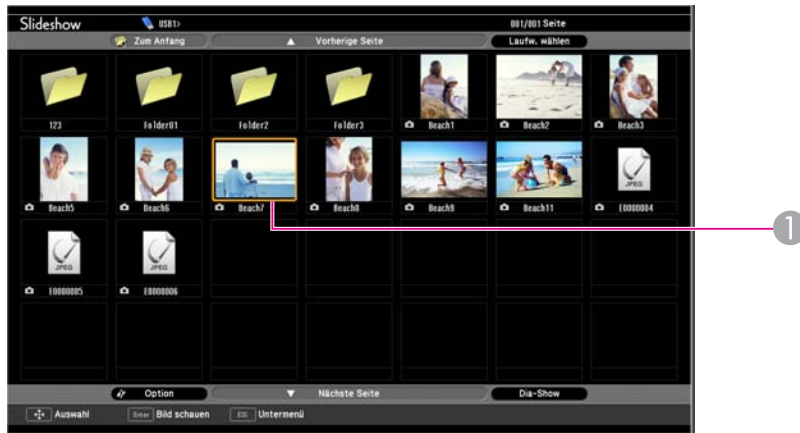 Slideshow USB1> 001/001 Seite
Zum Anfang ▲ Vorherige Seite Laufw. wählen
123 Folder01 Folder2 Folder3 Beach1 Beach2 Beach3
JPEG
Beach5 Beach6 Beach7 Beach8 Beach9 Beach11 E0000004
1
JPEG JPEG
E0000005 E0000006
Option ▼ Nächste Seite Dia-Show
Auswahl Enter Bild schauen ESC Untermenü